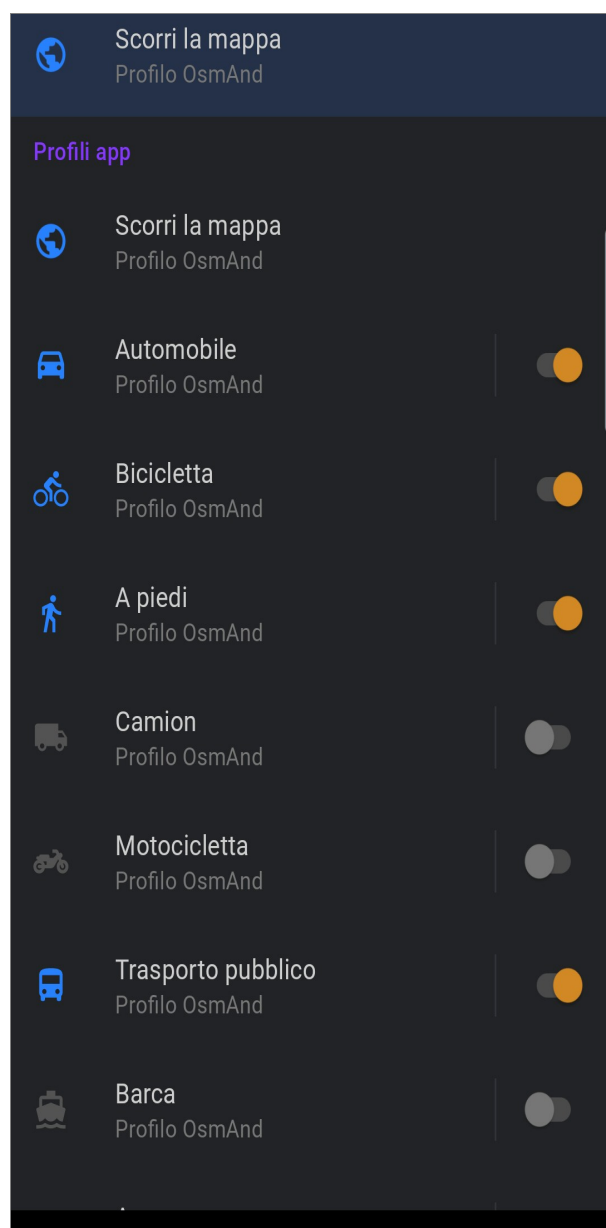 Scorri la mappa
Profilo OsmAnd
Profili app
Scorri la mappa
Profilo OsmAnd
Automobile
Profilo OsmAnd
Bicicletta
Profilo OsmAnd
A piedi
Profilo OsmAnd
Camion
Profilo OsmAnd
Motocicletta
Profilo OsmAnd
Trasporto pubblico
Profilo OsmAnd
Barca
Profilo OsmAnd